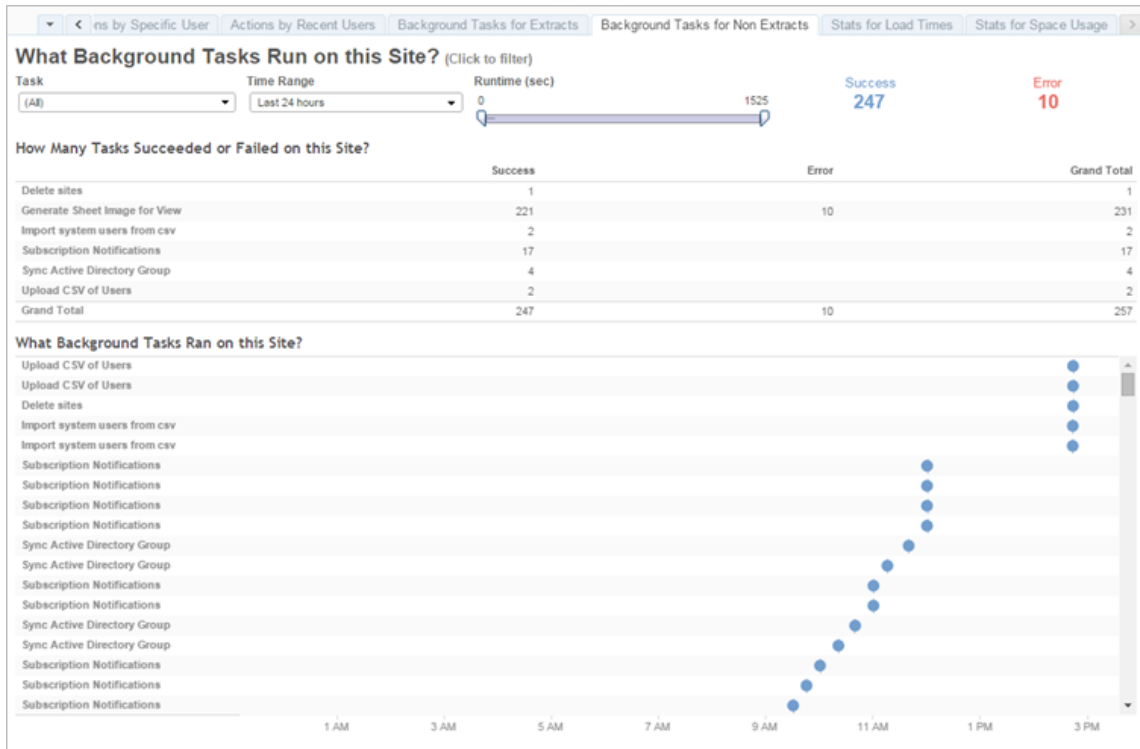 ns by Specific User Actions by Recent Users Background Tasks for Extracts Background Tasks for Non Extracts Stats for Load Times Stats for Space Usage
What Background Tasks Run on this Site? (Click to filter)
Task Time Range Runtime (sec) Success Error
(All) Last 24 hours 0 1525 247 10
How Many Tasks Succeeded or Failed on this Site?
Success Error Grand Total
Delete sites 1 1
Generate Sheet Image for View 221 10 231
Import system users from csv 2 2
Subscription Notifications 17 17
Sync Active Directory Group 4 4
Upload CSV of Users 2 2
Grand Total 247 10 257
What Background Tasks Ran on this Site?
Upload CSV of Users
Upload CSV of Users
Delete sites
Import system users from csv
Import system users from csv
Subscription Notifications
Subscription Notifications
Subscription Notifications
Subscription Notifications
Sync Active Directory Group
Sync Active Directory Group
Subscription Notifications
Subscription Notifications
Sync Active Directory Group
Sync Active Directory Group
Subscription Notifications
Subscription Notifications
Subscription Notifications
1 AM 3 AM 5 AM 7 AM 9 AM 11 AM 1 PM 3 PM